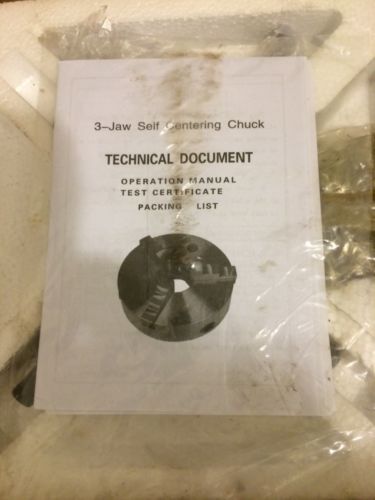 3-Jaw Self Centering Chuck
TECHNICAL DOCUMENT
OPERATION MANUAL
TEST CERTIFICATE
PACKING LIST